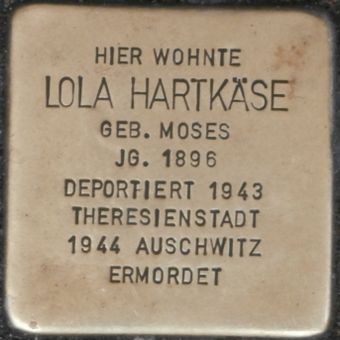 HIER WOHNTE
LOLA HARTKÄSE
GEB. MOSES
JG. 1896
DEPORTIERT 1943
THERESIENSTADT
1944 AUSCHWITZ
ERMORDET